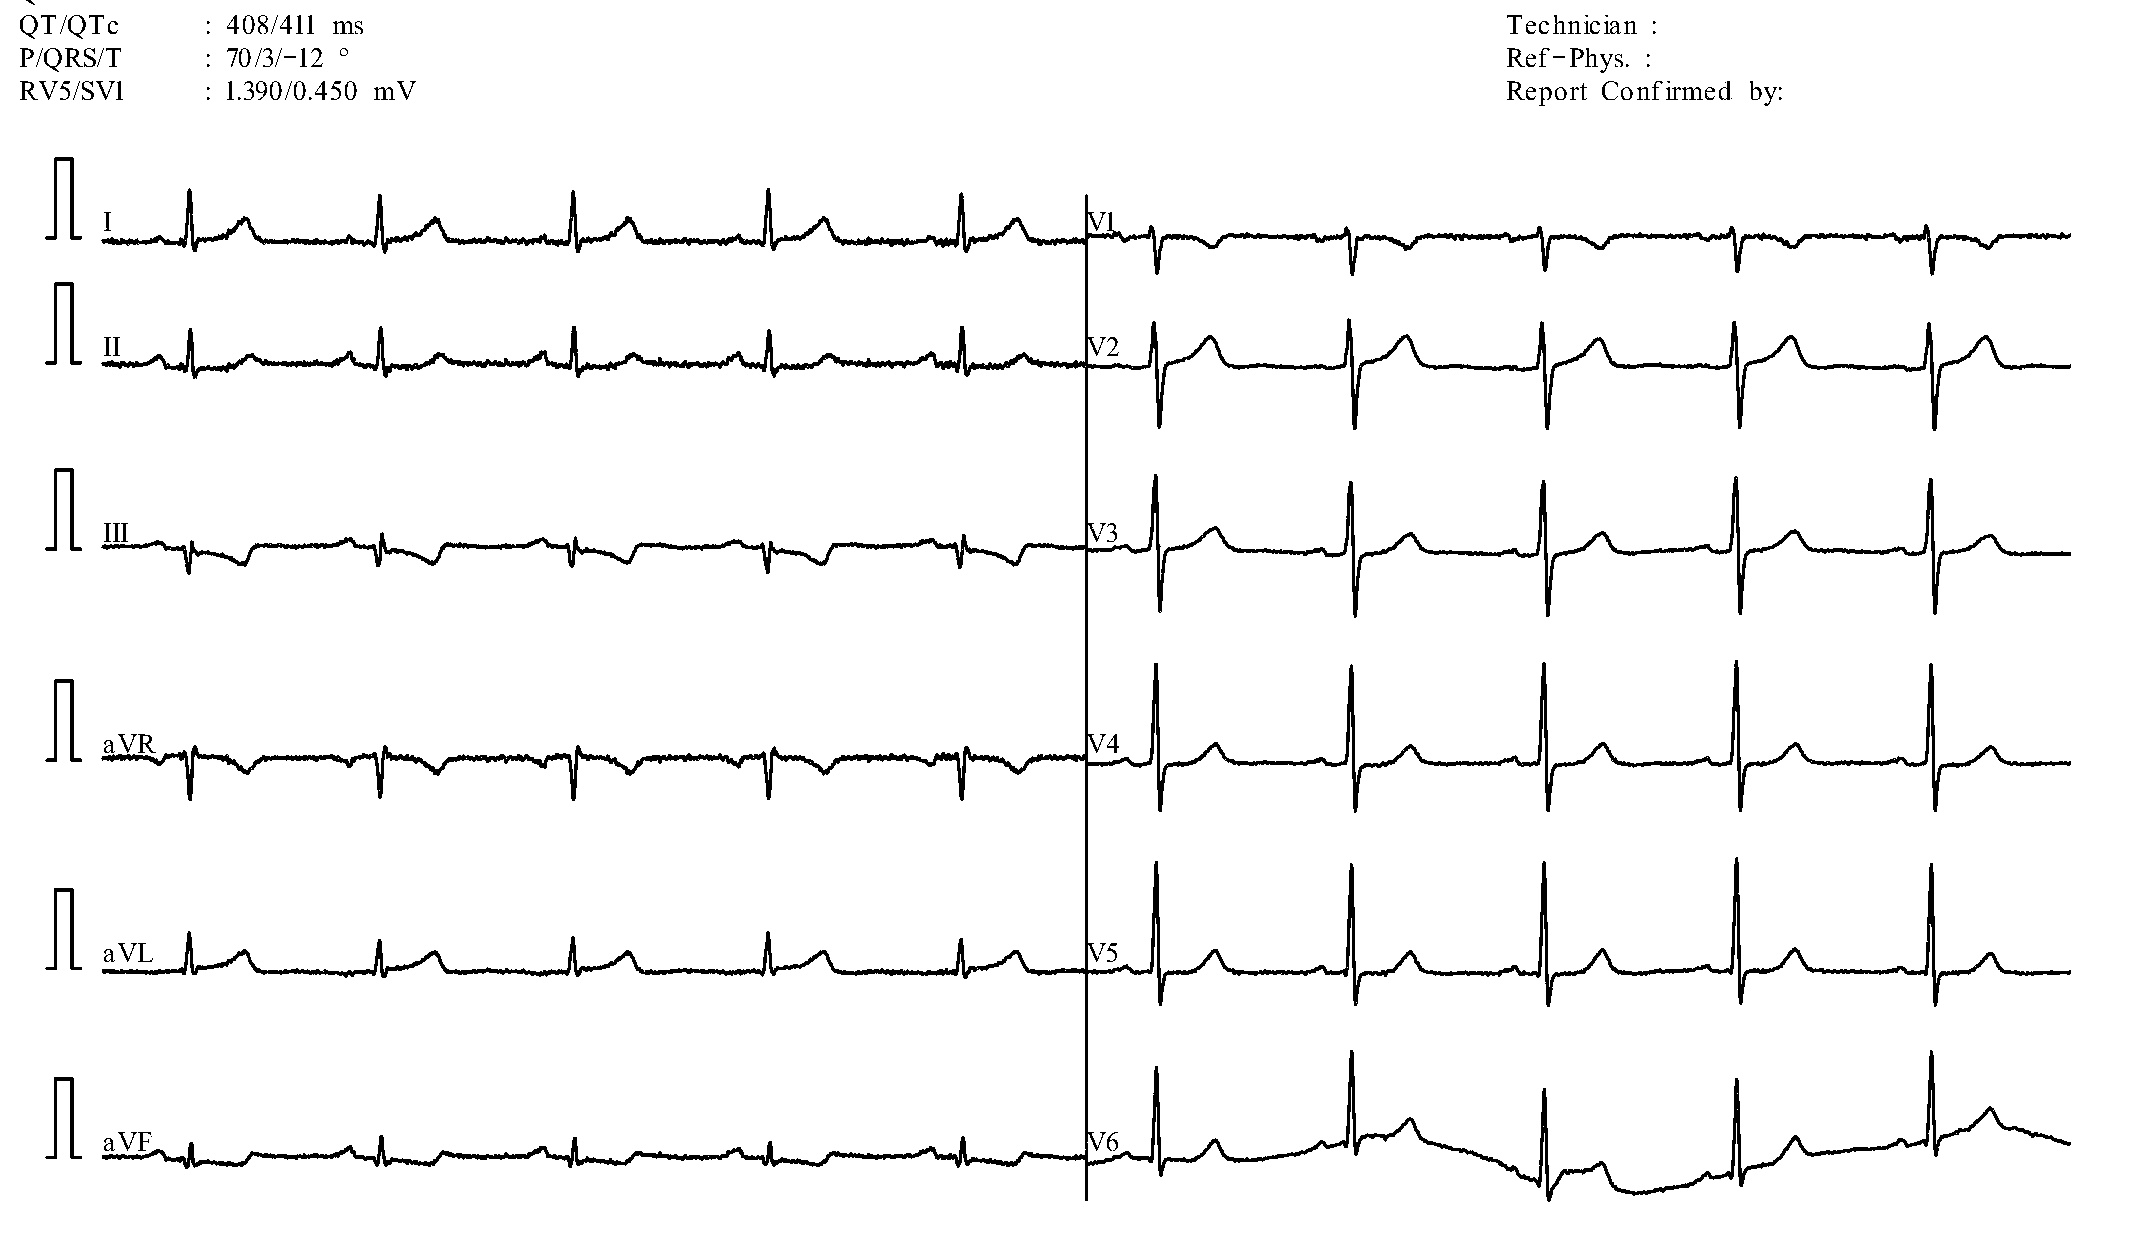 QT/QTc : 408/411 ms
P/QRS/T : 70/3/-12 °
RV5/SV1 : 1.390/0.450 mV
Technician :
Ref-Phys. :
Report Confirmed by:
I
II
III
aVR
aVL
aVF
V1
V2
V3
V4
V5
V6